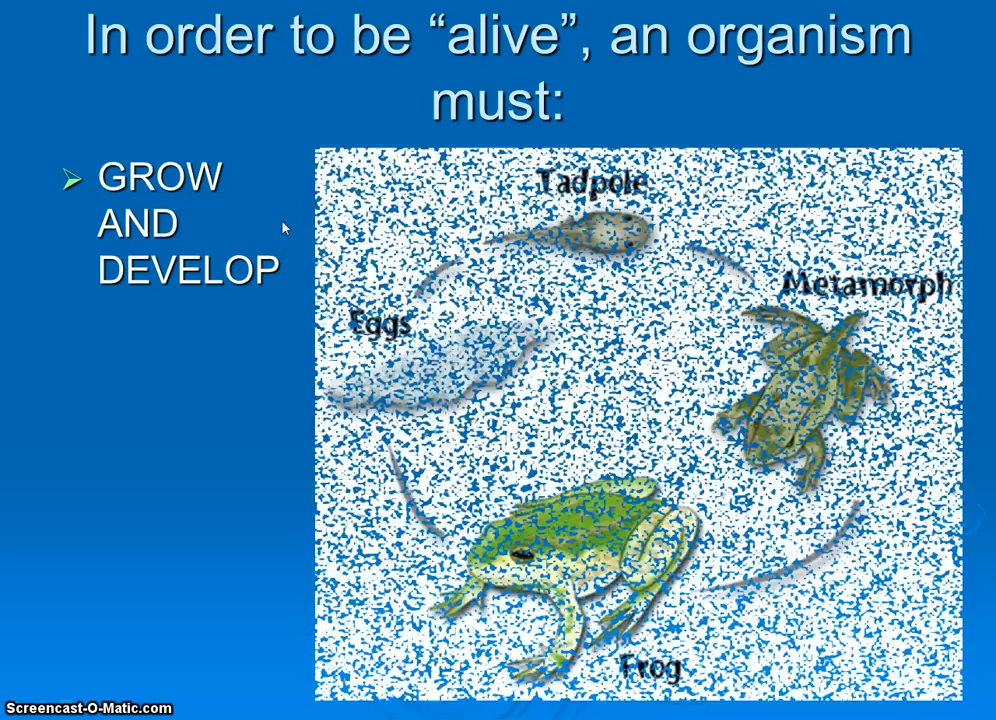 In order to be “alive”, an organism
must:
GROW
AND
DEVELOP
Tadpole
Metamorph
Eggs
Frog
Screencast-O-Matic.com